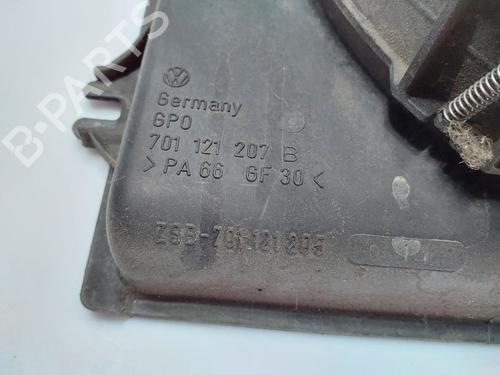 B-PARTS
Germany
GPO
701 121 207 B
> PA 66 GF 30 <
ZSB-701 121 205